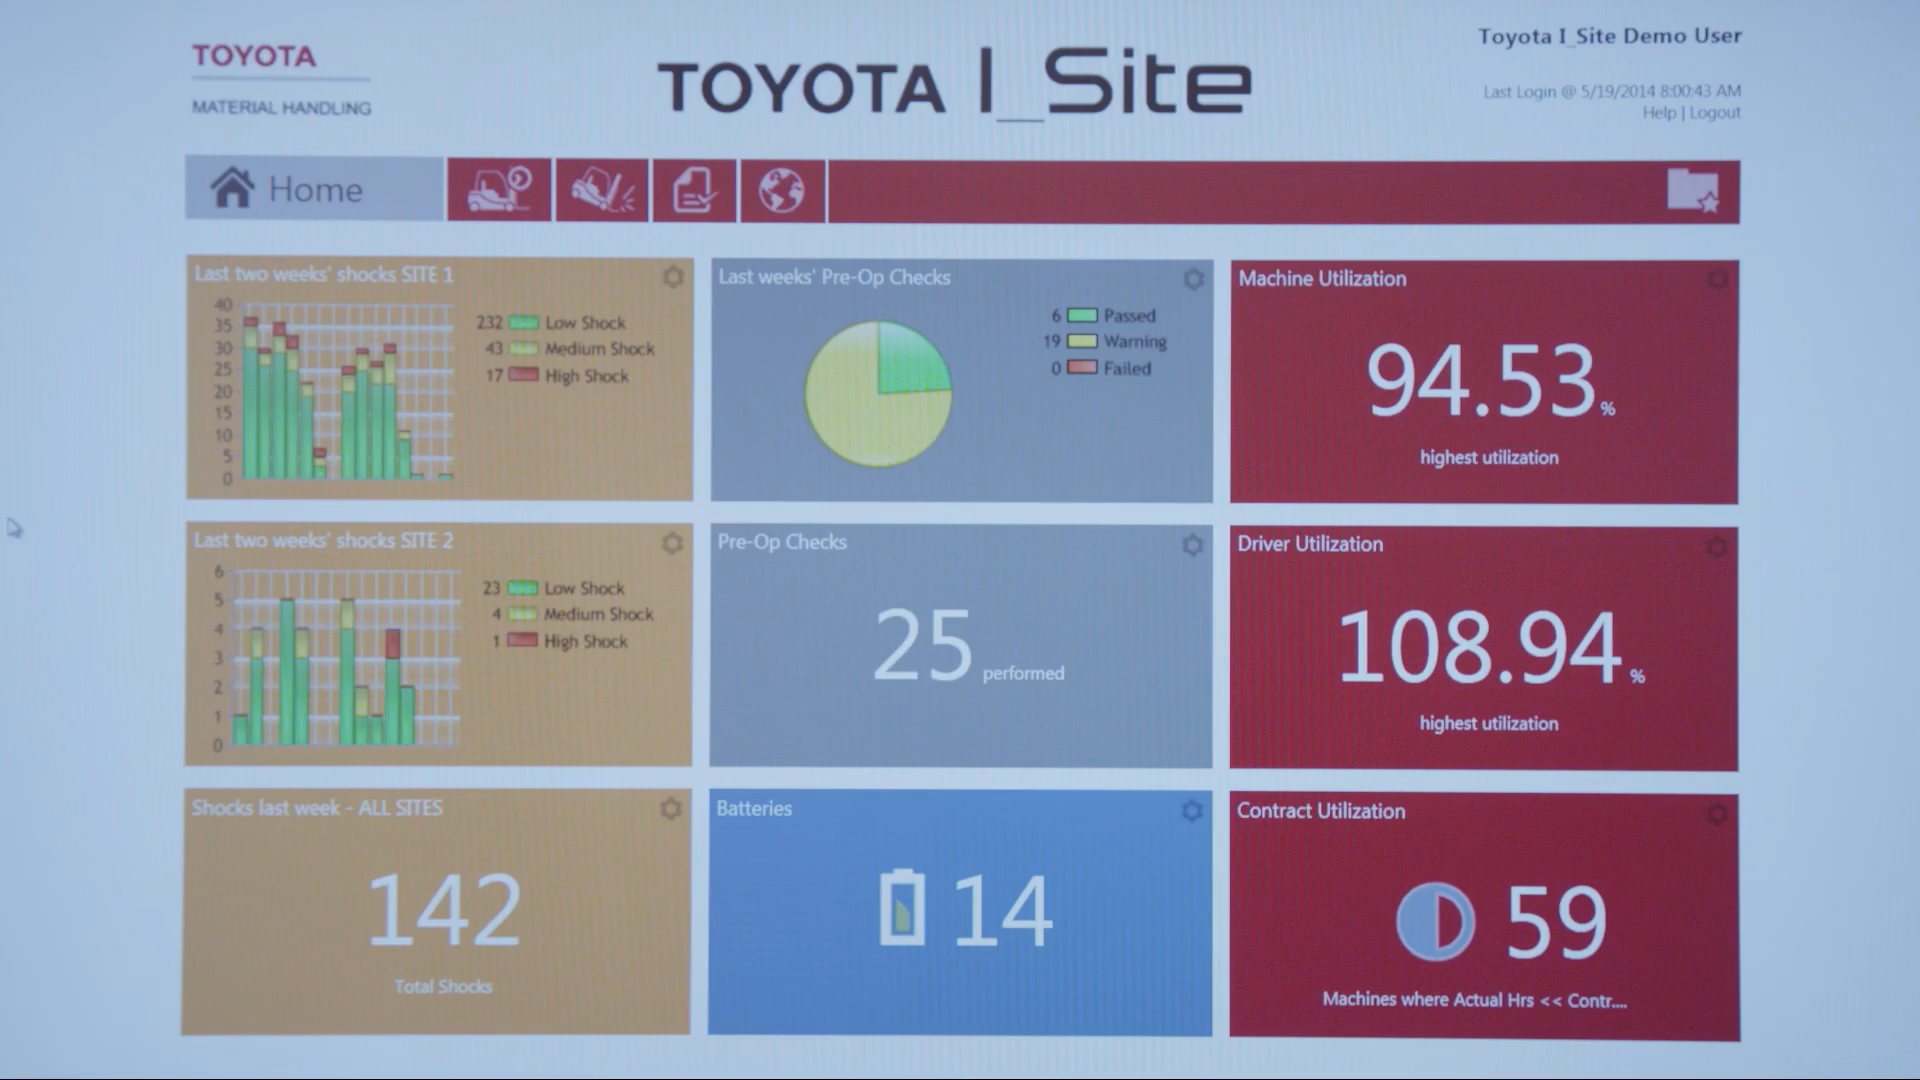 TOYOTA
MATERIAL HANDLING
TOYOTA I_Site
Toyota I_Site Demo User
Last Login @ 5/19/2014 8:00:43 AM
Help | Logout
Home
Last two weeks' shocks SITE 1
40
35
30
25
20
15
10
5
0
232 Low Shock
43 Medium Shock
17 High Shock
Last weeks' Pre-Op Checks
6 Passed
19 Warning
0 Failed
Machine Utilization
94.53 %
highest utilization
Last two weeks' shocks SITE 2
6
5
4
3
2
1
0
23 Low Shock
4 Medium Shock
1 High Shock
Pre-Op Checks
25 performed
Driver Utilization
108.94 %
highest utilization
Shocks last week - ALL SITES
142
Total Shocks
Batteries
14
Contract Utilization
59
Machines where Actual Hrs << Contr....